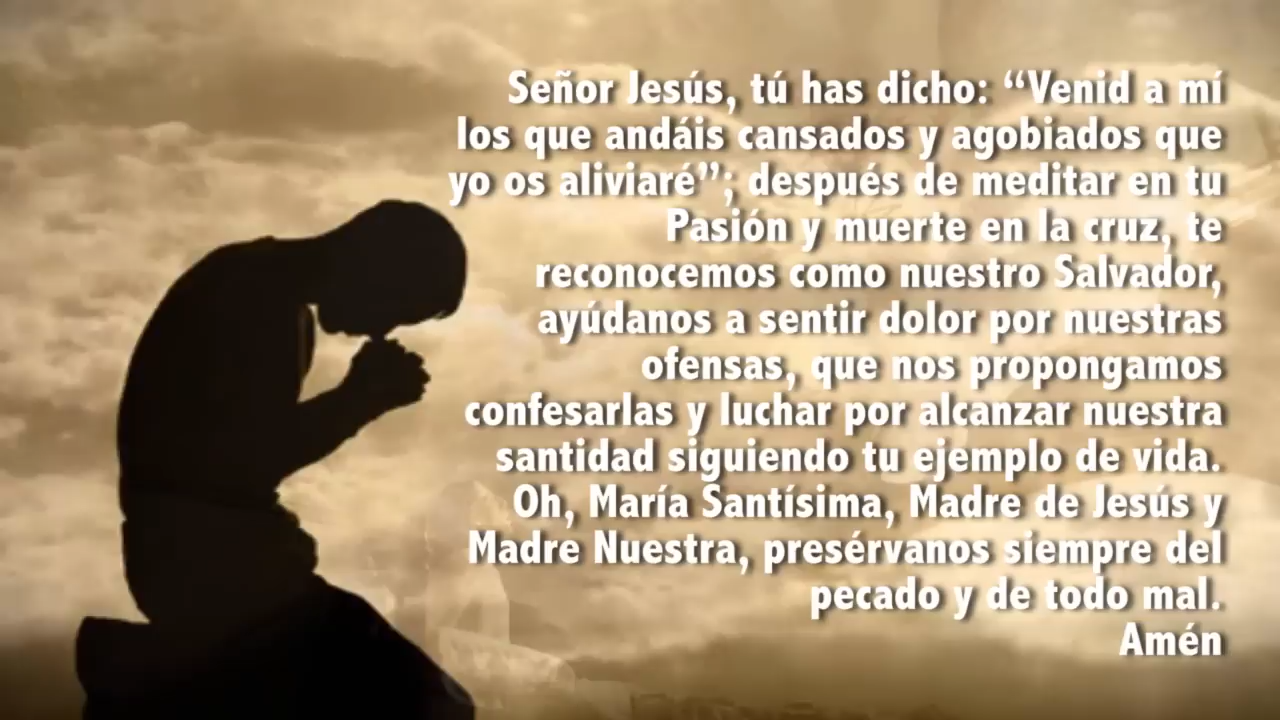 Señor Jesús, tú has dicho: “Venid a mí
los que andáis cansados y agobiados que
yo os aliviaré”; después de meditar en tu
Pasión y muerte en la cruz, te
reconocemos como nuestro Salvador,
ayúdanos a sentir dolor por nuestras
ofensas, que nos propongamos
confesarlas y luchar por alcanzar nuestra
santidad siguiendo tu ejemplo de vida.
Oh, María Santísima, Madre de Jesús y
Madre Nuestra, presérvanos siempre del
pecado y de todo mal.
Amén